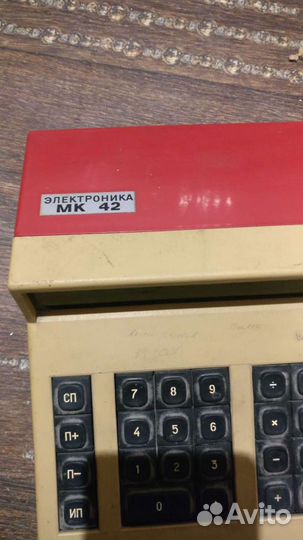 ЭЛЕКТРОНИКА
МК 42
СП 7 8 9 ÷
П+ 4 5 6 ×
П− 1 2 3 −
ИП 0 +
Avito